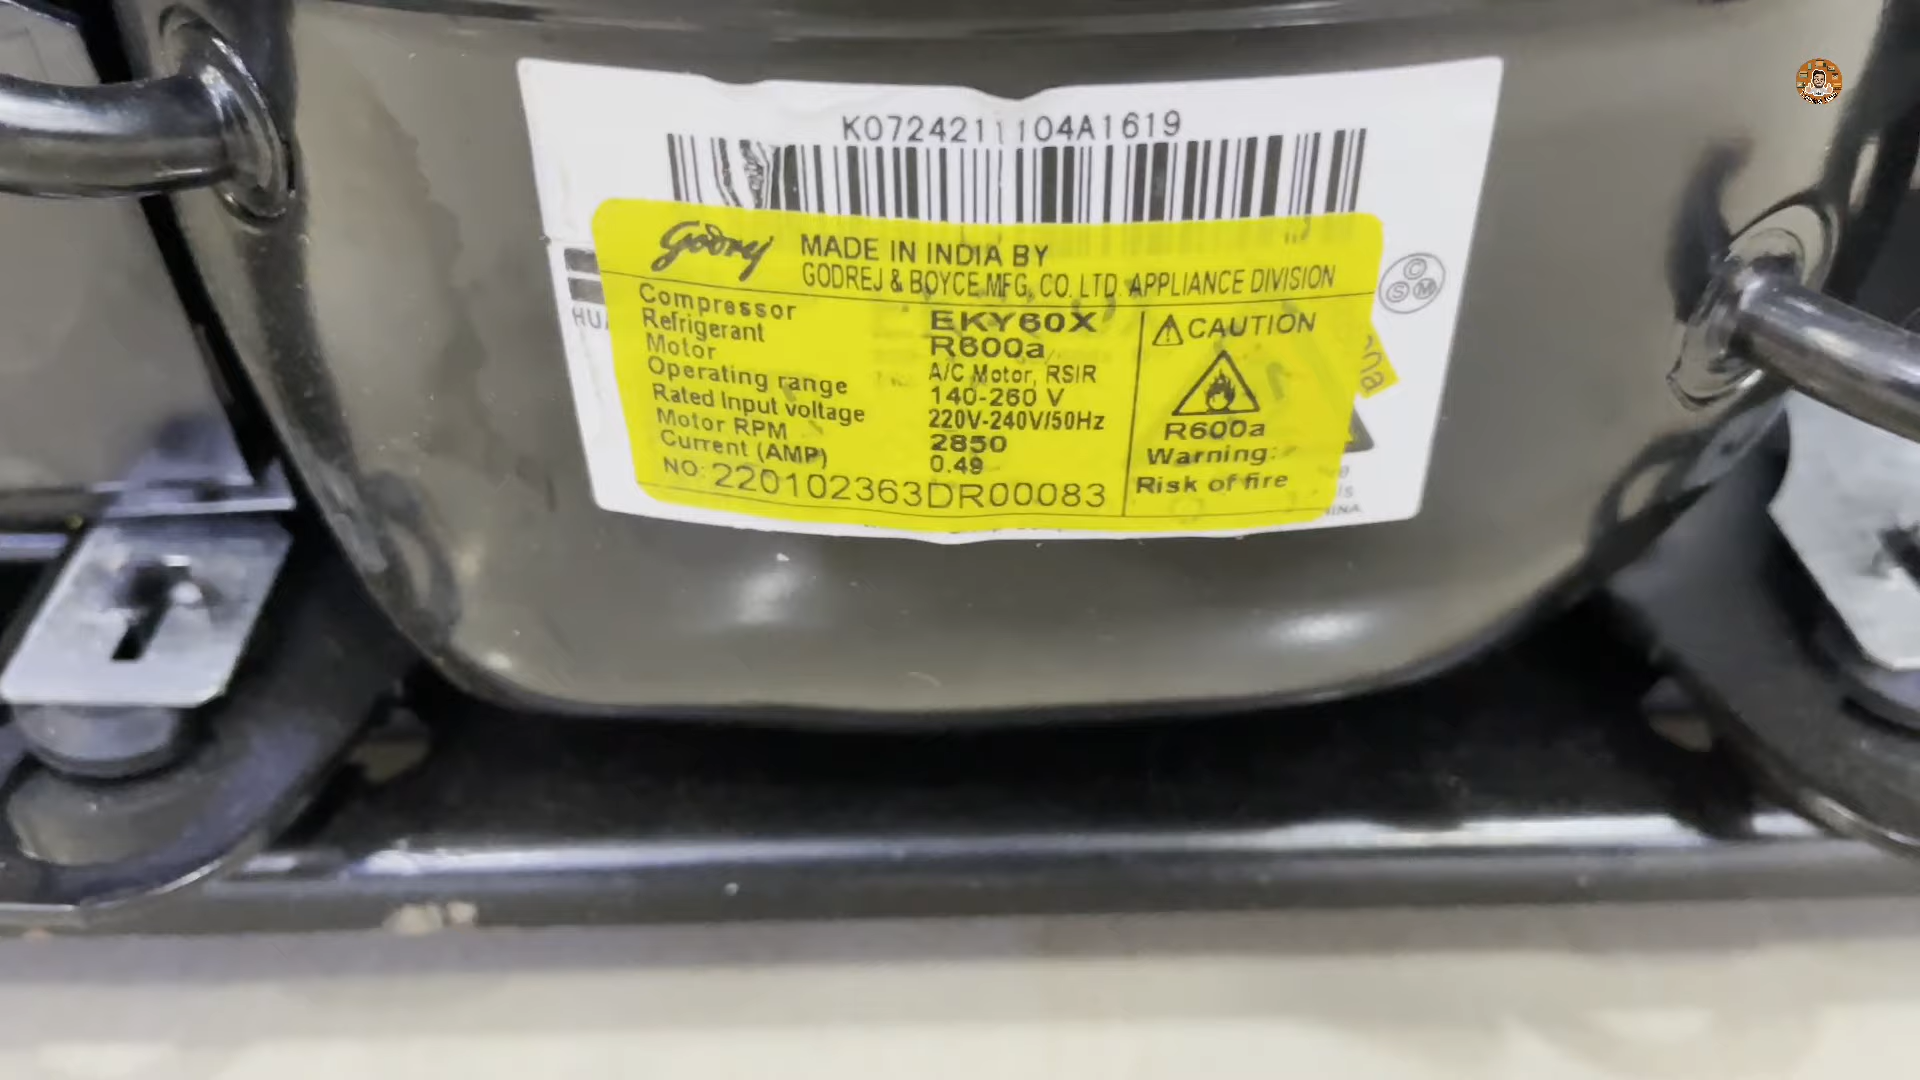 K0724211104A1619
Godrej MADE IN INDIA BY
GODREJ & BOYCE MFG. CO. LTD. APPLIANCE DIVISION
Compressor EKY60X
Refrigerant R600a
Motor A/C Motor, RSIR
Operating range 140-260 V
Rated Input voltage 220V-240V/50Hz
Motor RPM 2850
Current (AMP) 0.49
NO: 220102363DR00083
CAUTION
R600a
Warning:
Risk of fire
C
S M